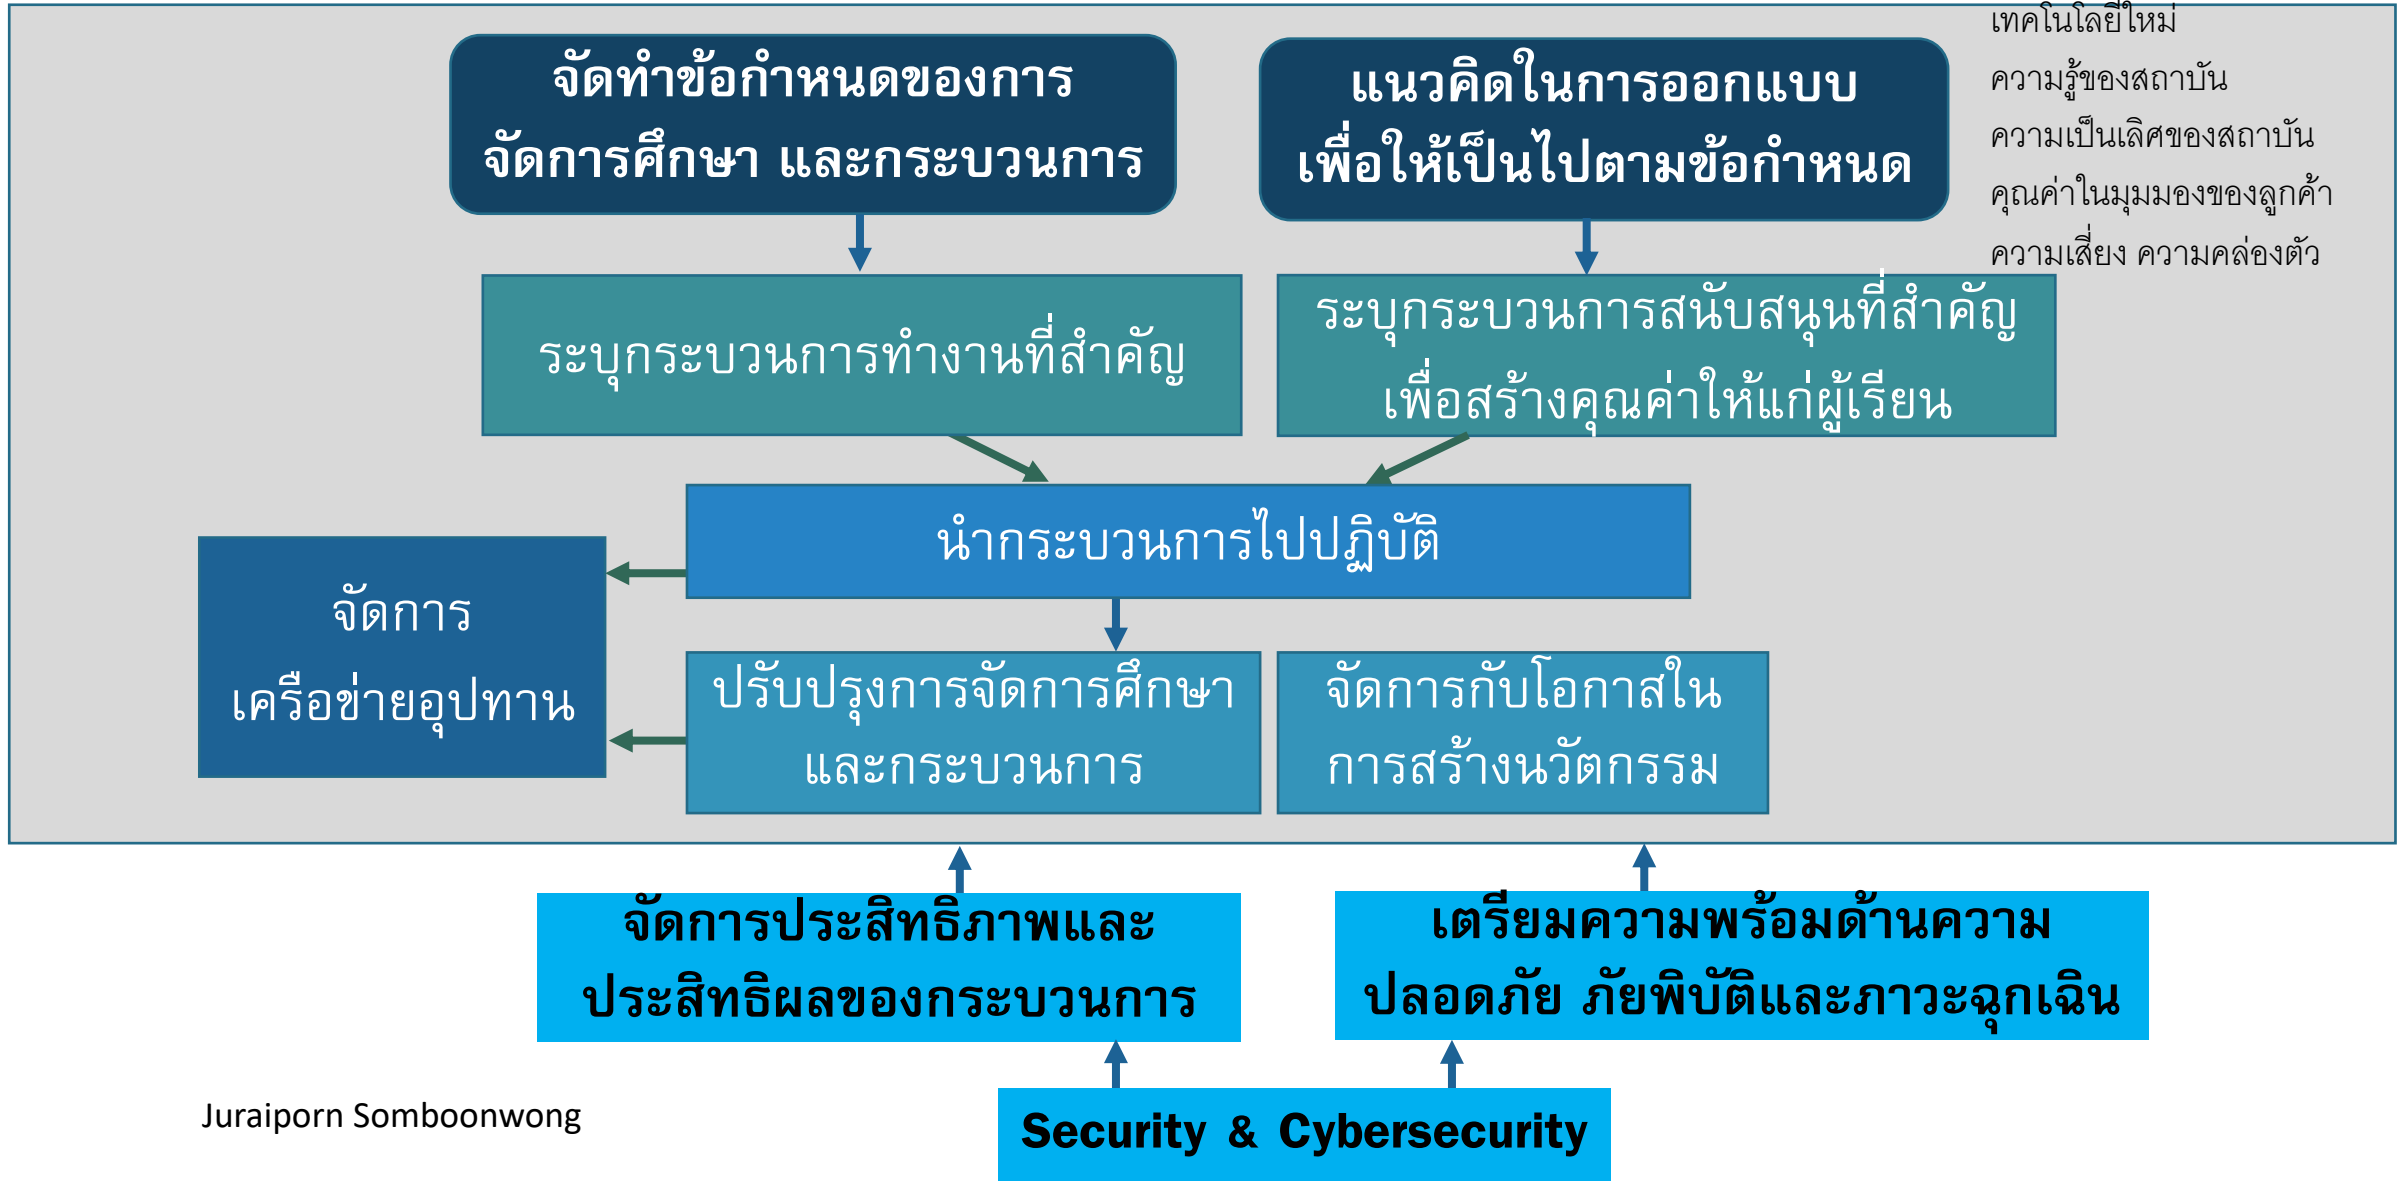 จัดทำข้อกำหนดของการ
จัดการศึกษา และกระบวนการ
แนวคิดในการออกแบบ
เพื่อให้เป็นไปตามข้อกำหนด
เทคโนโลยีใหม่
ความรู้ของสถาบัน
ความเป็นเลิศของสถาบัน
คุณค่าในมุมมองของลูกค้า
ความเสี่ยง ความคล่องตัว
ระบุกระบวนการทำงานที่สำคัญ
ระบุกระบวนการสนับสนุนที่สำคัญ
เพื่อสร้างคุณค่าให้แก่ผู้เรียน
นำกระบวนการไปปฏิบัติ
จัดการ
เครือข่ายอุปทาน
ปรับปรุงการจัดการศึกษา
และกระบวนการ
จัดการกับโอกาสใน
การสร้างนวัตกรรม
จัดการประสิทธิภาพและ
ประสิทธิผลของกระบวนการ
เตรียมความพร้อมด้านความ
ปลอดภัย ภัยพิบัติและภาวะฉุกเฉิน
Security & Cybersecurity
Juraiporn Somboonwong